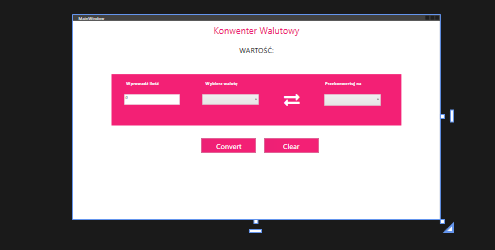 MainWindow
Konwenter Walutowy
WARTOŚĆ:
Wprowadź Ilość Wybierz walutę Przekonwertuj na
Convert Clear